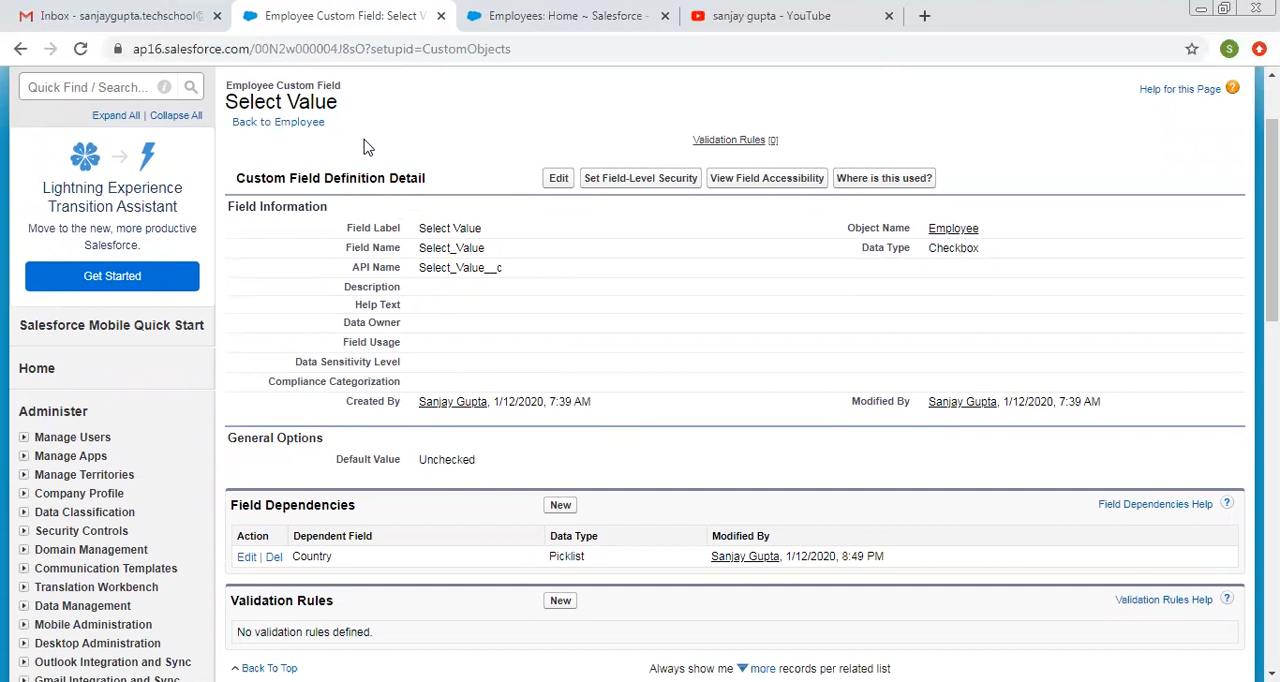 Inbox - sanjaygupta.techschool@
Employee Custom Field: Select V
Employees: Home ~ Salesforce -
sanjay gupta - YouTube
ap16.salesforce.com/00N2w000004J8sO?setupid=CustomObjects
S
Quick Find / Search...
Expand All | Collapse All
Lightning Experience
Transition Assistant
Move to the new, more productive
Salesforce.
Get Started
Salesforce Mobile Quick Start
Home
Administer
Manage Users
Manage Apps
Manage Territories
Company Profile
Data Classification
Security Controls
Domain Management
Communication Templates
Translation Workbench
Data Management
Mobile Administration
Desktop Administration
Outlook Integration and Sync
Gmail Integration and Sync
Employee Custom Field
Select Value
Back to Employee
Help for this Page
Validation Rules [0]
Custom Field Definition Detail
Edit Set Field-Level Security View Field Accessibility Where is this used?
Field Information
Field Label Select Value Object Name Employee
Field Name Select_Value Data Type Checkbox
API Name Select_Value__c
Description
Help Text
Data Owner
Field Usage
Data Sensitivity Level
Compliance Categorization
Created By Sanjay Gupta, 1/12/2020, 7:39 AM Modified By Sanjay Gupta, 1/12/2020, 7:39 AM
General Options
Default Value Unchecked
Field Dependencies New Field Dependencies Help ?
Action Dependent Field Data Type Modified By
Edit | Del Country Picklist Sanjay Gupta, 1/12/2020, 8:49 PM
Validation Rules New Validation Rules Help ?
No validation rules defined.
Back To Top Always show me more records per related list